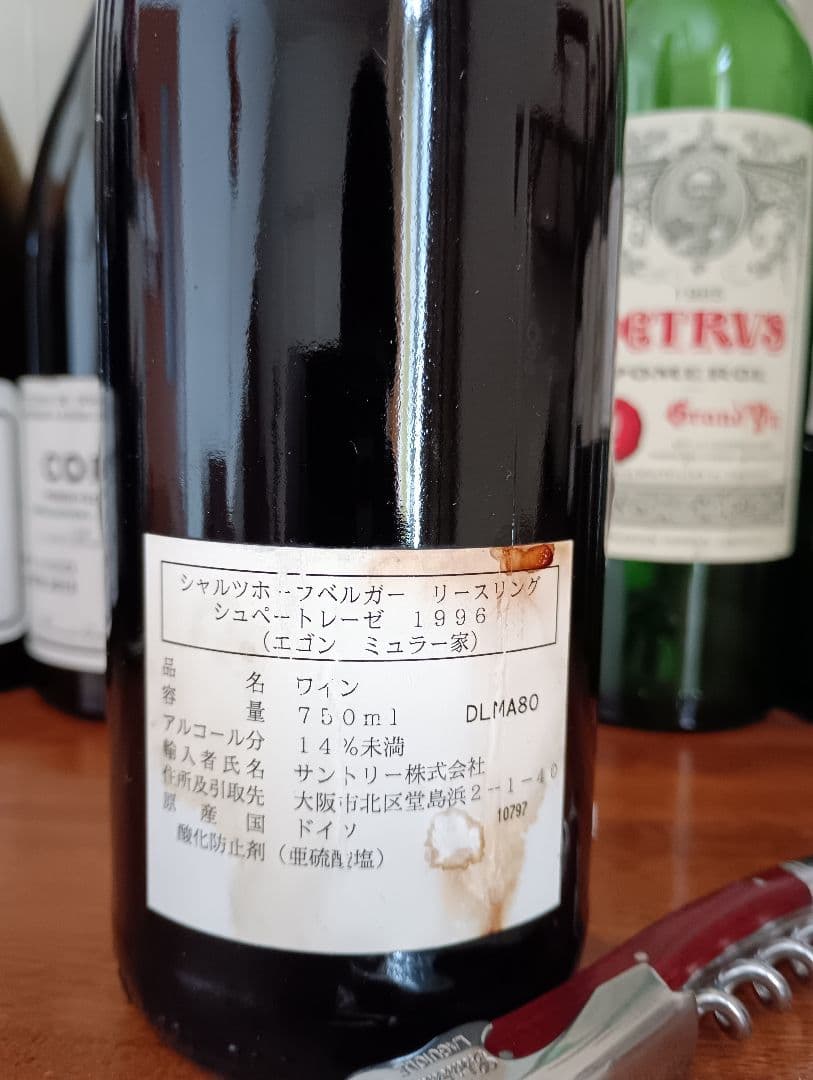 シャルツホーフベルガー リースリング
シュペートレーゼ 1996
(エゴン ミュラー家)
品名 ワイン
容量 750ml DLMA80
アルコール分 14%未満
輸入者氏名 サントリー株式会社
住所及引取先 大阪市北区堂島浜2-1-40
原産国 ドイツ 10797
酸化防止剤(亜硫酸塩)
PETRVS
POMEROL
Grand
CO
LAGUIOLE